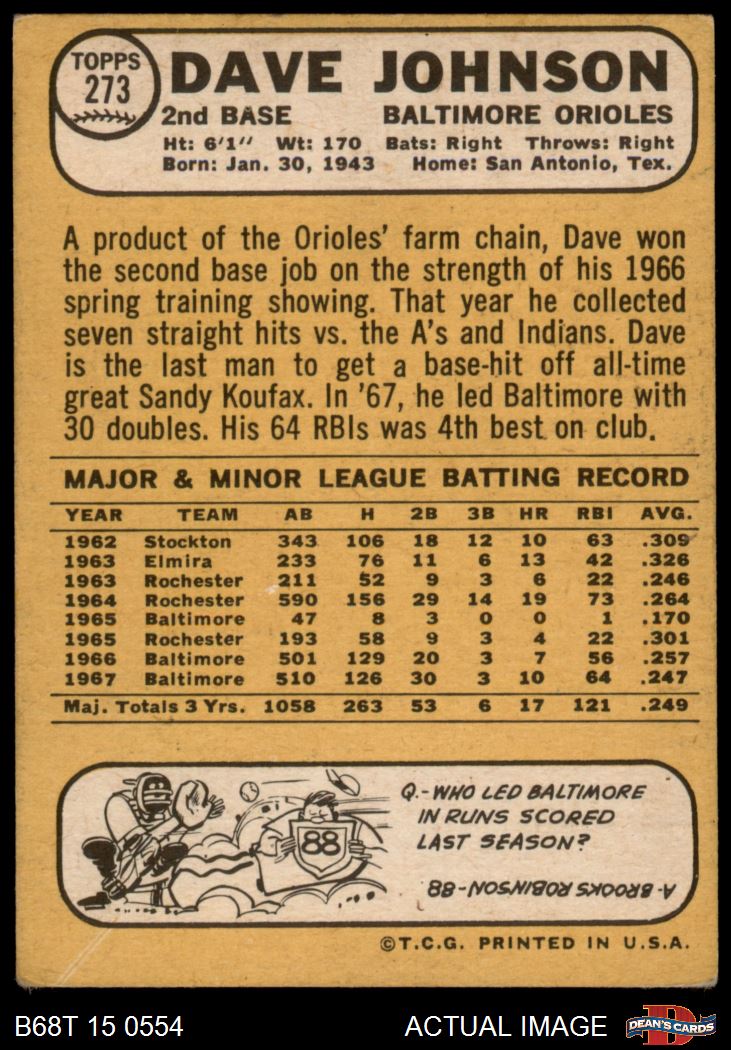 TOPPS
273
DAVE JOHNSON
2nd BASE BALTIMORE ORIOLES
Ht: 6'1" Wt: 170 Bats: Right Throws: Right
Born: Jan. 30, 1943 Home: San Antonio, Tex.
A product of the Orioles' farm chain, Dave won
the second base job on the strength of his 1966
spring training showing. That year he collected
seven straight hits vs. the A's and Indians. Dave
is the last man to get a base-hit off all-time
great Sandy Koufax. In '67, he led Baltimore with
30 doubles. His 64 RBIs was 4th best on club.
MAJOR & MINOR LEAGUE BATTING RECORD
YEAR TEAM AB H 2B 3B HR RBI AVG.
1962 Stockton 343 106 18 12 10 63 .309
1963 Elmira 233 76 11 6 13 42 .326
1963 Rochester 211 52 9 3 6 22 .246
1964 Rochester 590 156 29 14 19 73 .264
1965 Baltimore 47 8 3 0 0 1 .170
1965 Rochester 193 58 9 3 4 22 .301
1966 Baltimore 501 129 20 3 7 56 .257
1967 Baltimore 510 126 30 3 10 64 .247
Maj. Totals 3 Yrs. 1058 263 53 6 17 121 .249
88
Q.-WHO LED BALTIMORE
IN RUNS SCORED
LAST SEASON?
A-BROOKS ROBINSON-88
©T.C.G. PRINTED IN U.S.A.
B68T 15 0554 ACTUAL IMAGE
D
DEAN'S CARDS